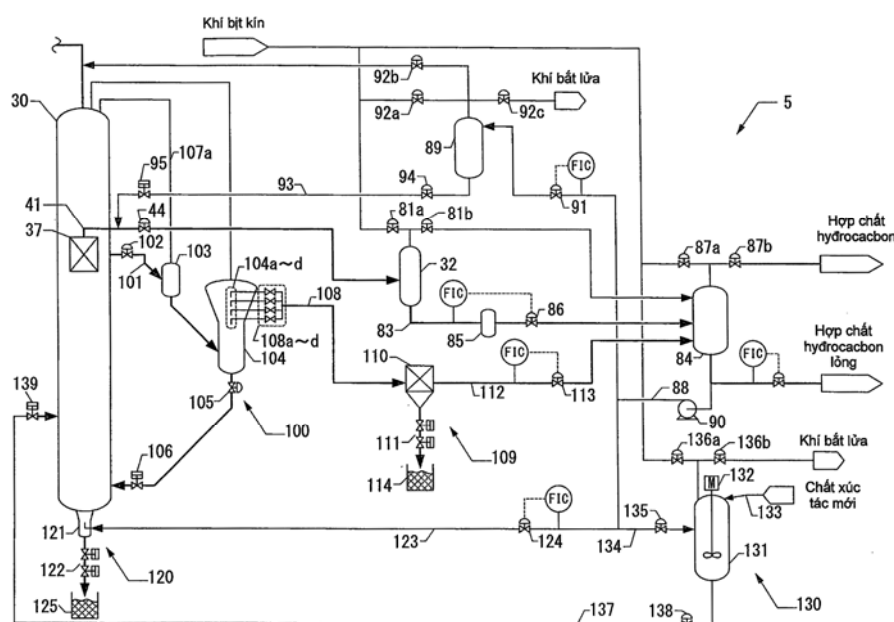 Khí bịt kín
92b
Khí bắt lửa
5
30
92a
92c
107a
89
FIC
95
93
94
91
41
44
81a
81b
Hợp chất
hyđrocacbon
37
102
87a
87b
103
101
32
104a~d
FIC
86
108
Hợp chất
hyđrocacbon
lỏng
83
85
84
108a~d
110
FIC
FIC
104
139
105
112
113
88
90
100
106
111
109
136a
136b
Khí bắt lửa
132
M
114
Chất xúc
tác mới
133
FIC
135
121
123
124
134
131
122
120
125
130
137
138